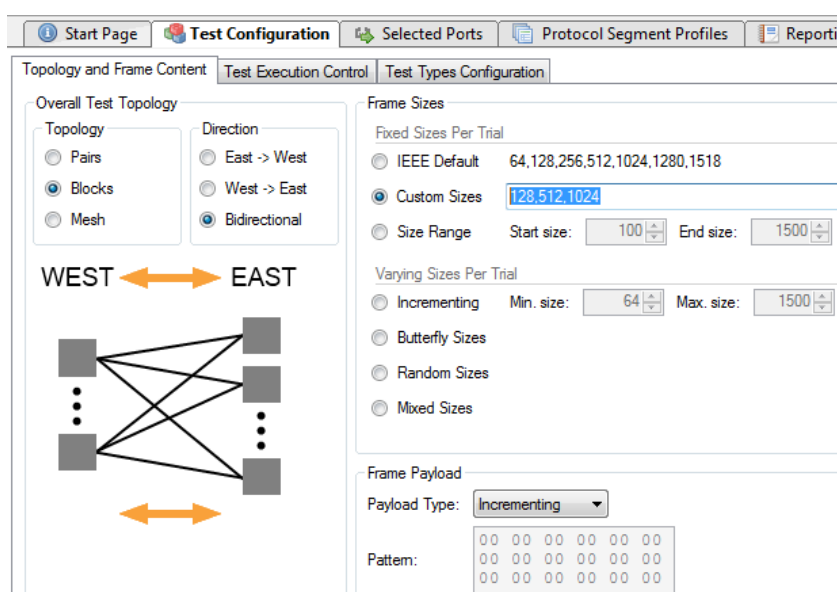 Start Page Test Configuration Selected Ports Protocol Segment Profiles Reporti
Topology and Frame Content Test Execution Control Test Types Configuration
Overall Test Topology
Topology
Pairs
Blocks
Mesh
Direction
East -> West
West -> East
Bidirectional
WEST EAST
Frame Sizes
Fixed Sizes Per Trial
IEEE Default 64,128,256,512,1024,1280,1518
Custom Sizes 128,512,1024
Size Range Start size: 100 End size: 1500
Varying Sizes Per Trial
Incrementing Min. size: 64 Max. size: 1500
Butterfly Sizes
Random Sizes
Mixed Sizes
Frame Payload
Payload Type: Incrementing
Pattern:
00 00 00 00 00 00
00 00 00 00 00 00
00 00 00 00 00 00